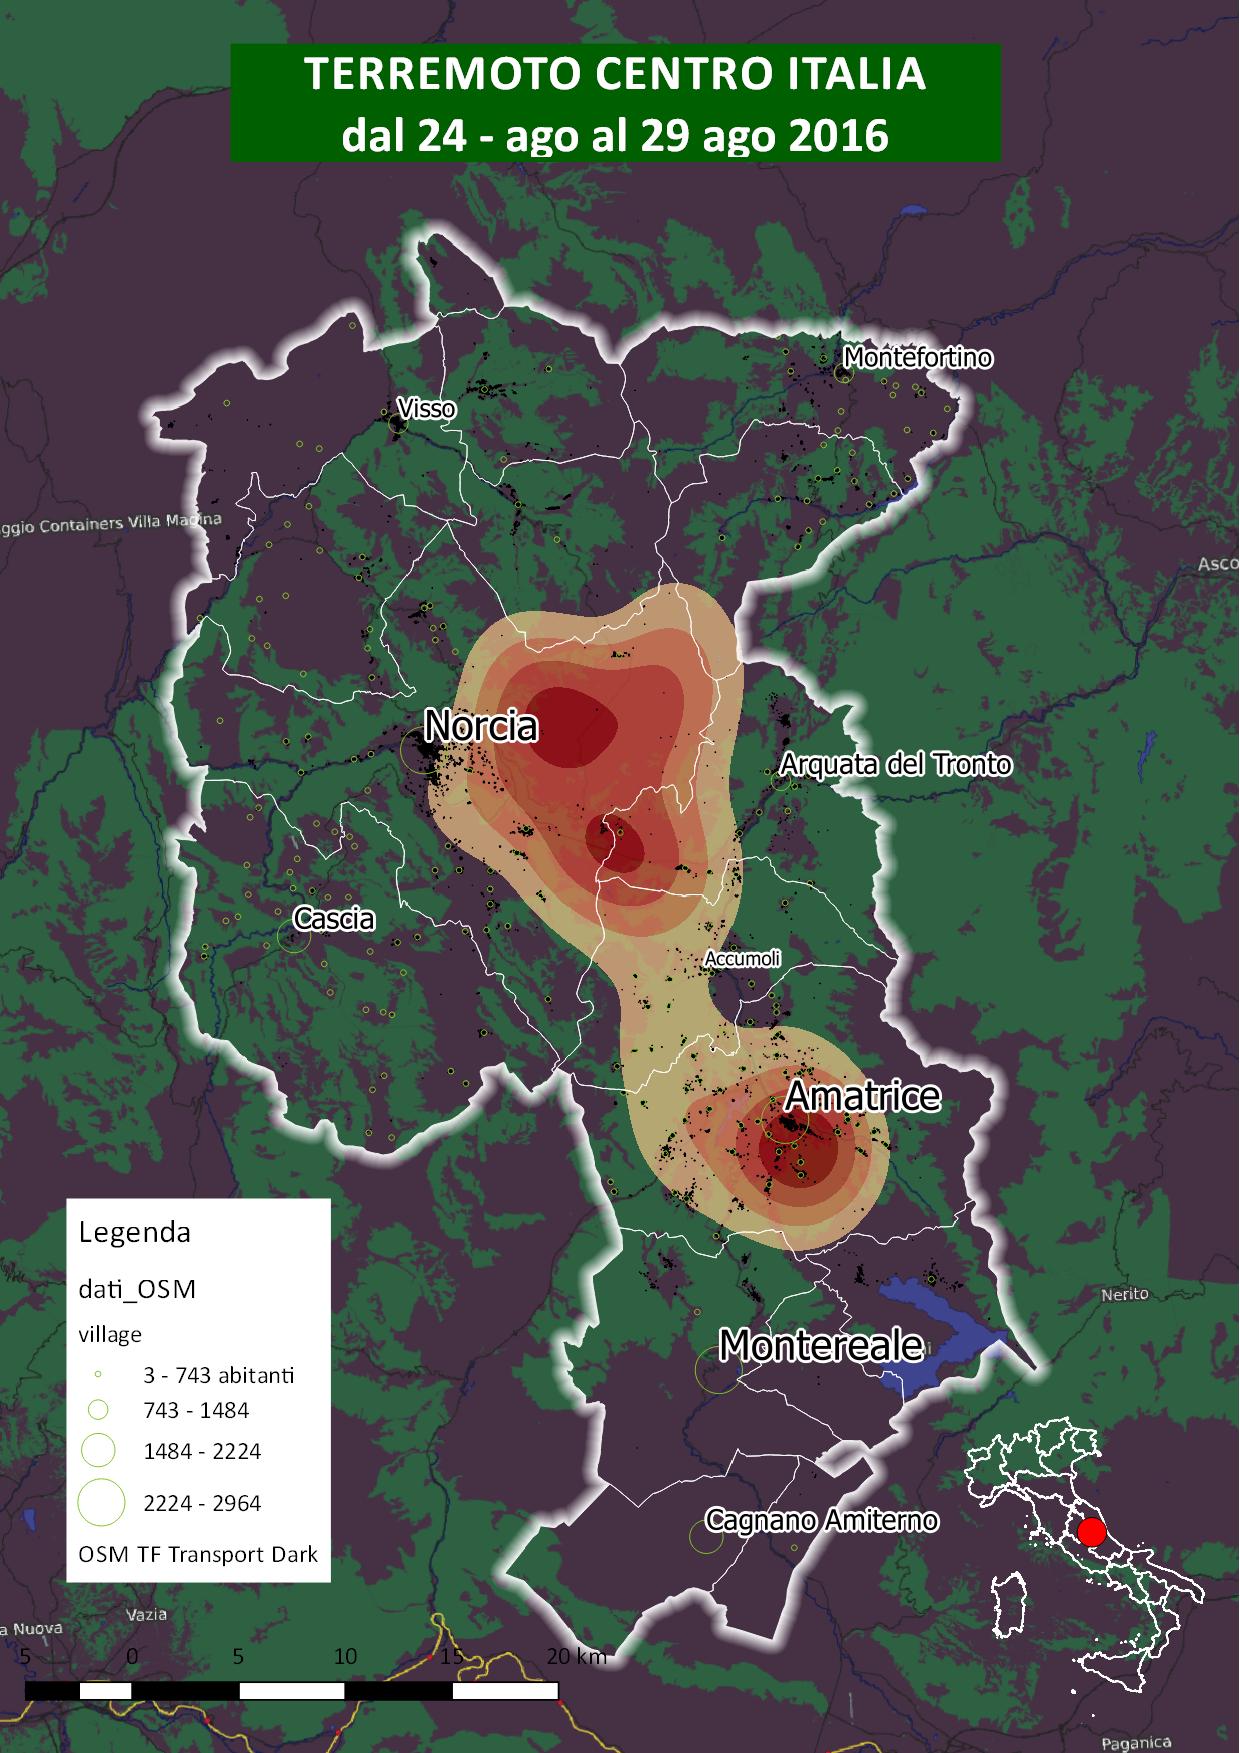 TERREMOTO CENTRO ITALIA
dal 24 - ago al 29 ago 2016
Montefortino
Visso
ggio Containers Villa Magina
Asco
Norcia
Arquata del Tronto
Cascia
Accumoli
Amatrice
Legenda
dati_OSM
village
3 - 743 abitanti
743 - 1484
1484 - 2224
2224 - 2964
OSM TF Transport Dark
Nerito
Montereale
Cagnano Amiterno
Vazia
a Nuova
5 0 5 10 15 20 km
Paganica